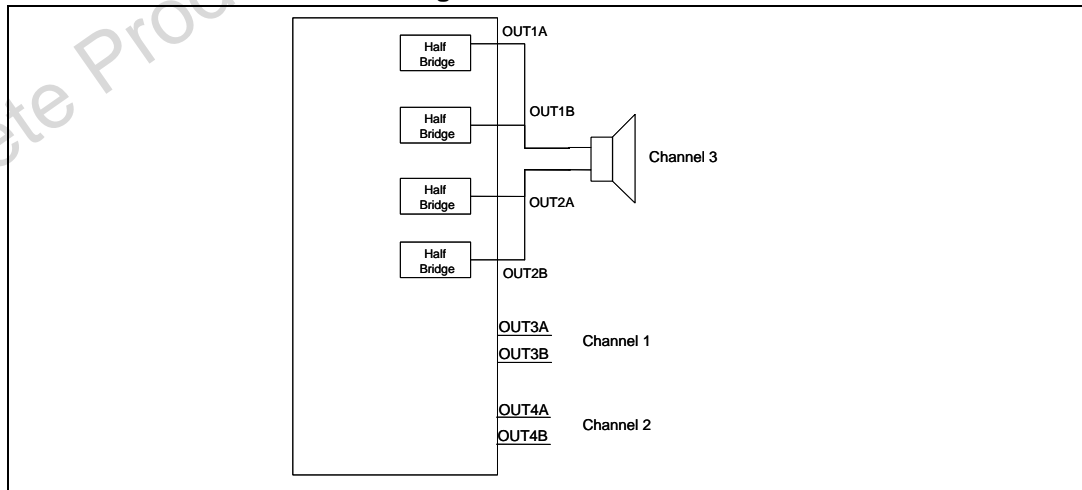 OUT1A
Half
Bridge
OUT1B
Half
Bridge
Channel 3
Half
Bridge
OUT2A
Half
Bridge
OUT2B
OUT3A
Channel 1
OUT3B
OUT4A
Channel 2
OUT4B